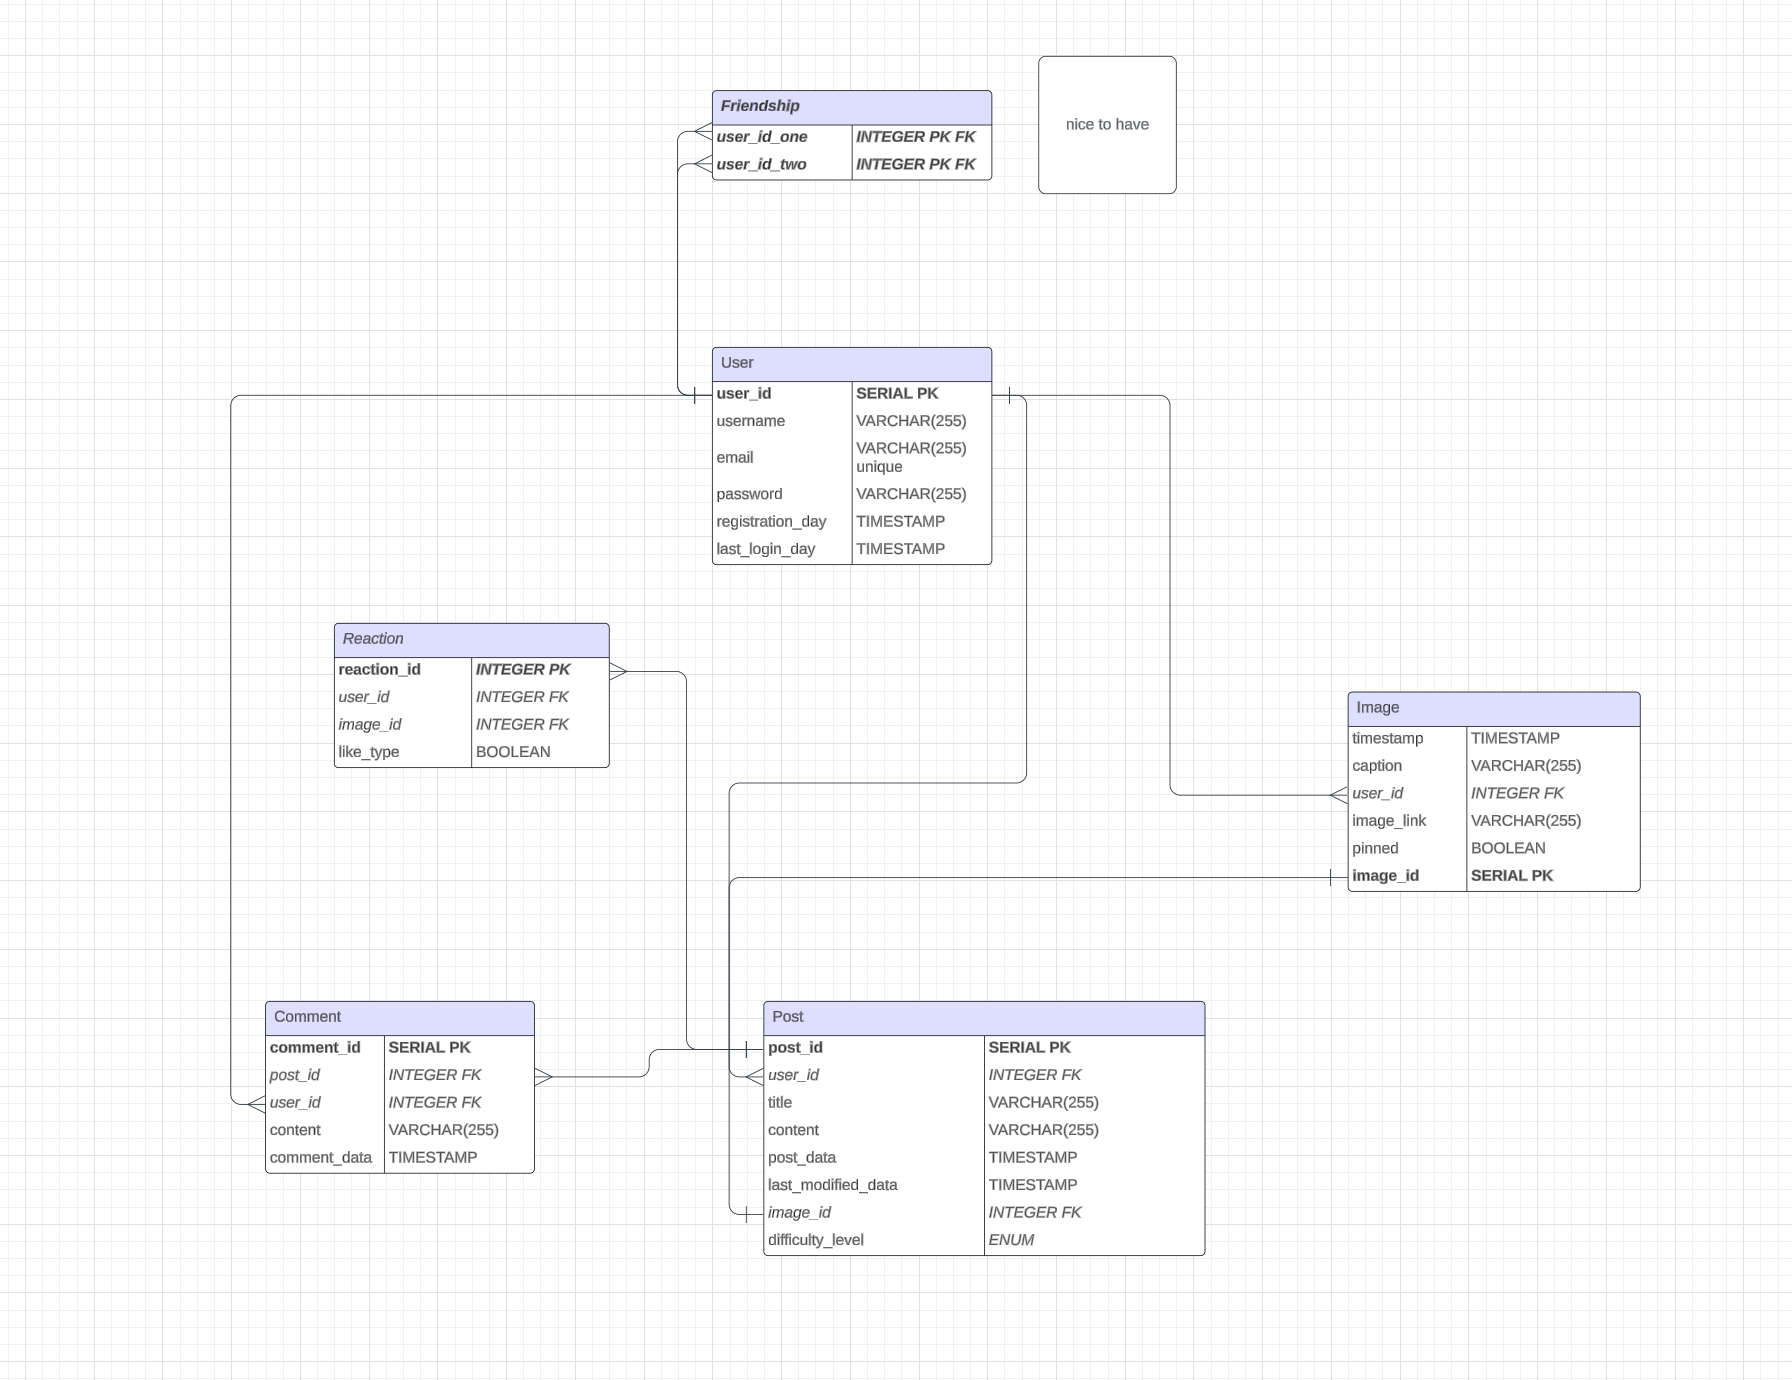 Friendship
user_id_one INTEGER PK FK
user_id_two INTEGER PK FK
nice to have
User
user_id SERIAL PK
username VARCHAR(255)
email VARCHAR(255)
unique
password VARCHAR(255)
registration_day TIMESTAMP
last_login_day TIMESTAMP
Reaction
reaction_id INTEGER PK
user_id INTEGER FK
image_id INTEGER FK
like_type BOOLEAN
Image
timestamp TIMESTAMP
caption VARCHAR(255)
user_id INTEGER FK
image_link VARCHAR(255)
pinned BOOLEAN
image_id SERIAL PK
Comment
comment_id SERIAL PK
post_id INTEGER FK
user_id INTEGER FK
content VARCHAR(255)
comment_data TIMESTAMP
Post
post_id SERIAL PK
user_id INTEGER FK
title VARCHAR(255)
content VARCHAR(255)
post_data TIMESTAMP
last_modified_data TIMESTAMP
image_id INTEGER FK
difficulty_level ENUM